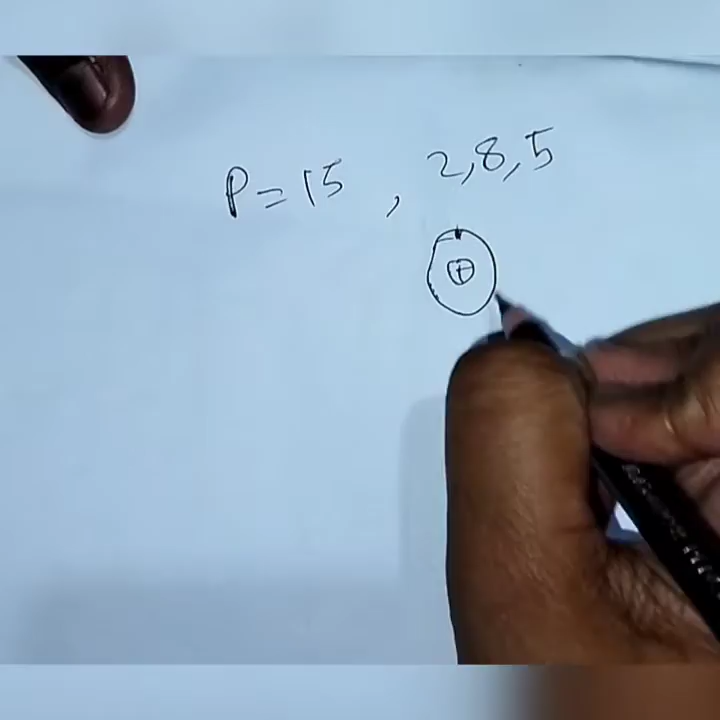 P = 15 , 2,8,5
+